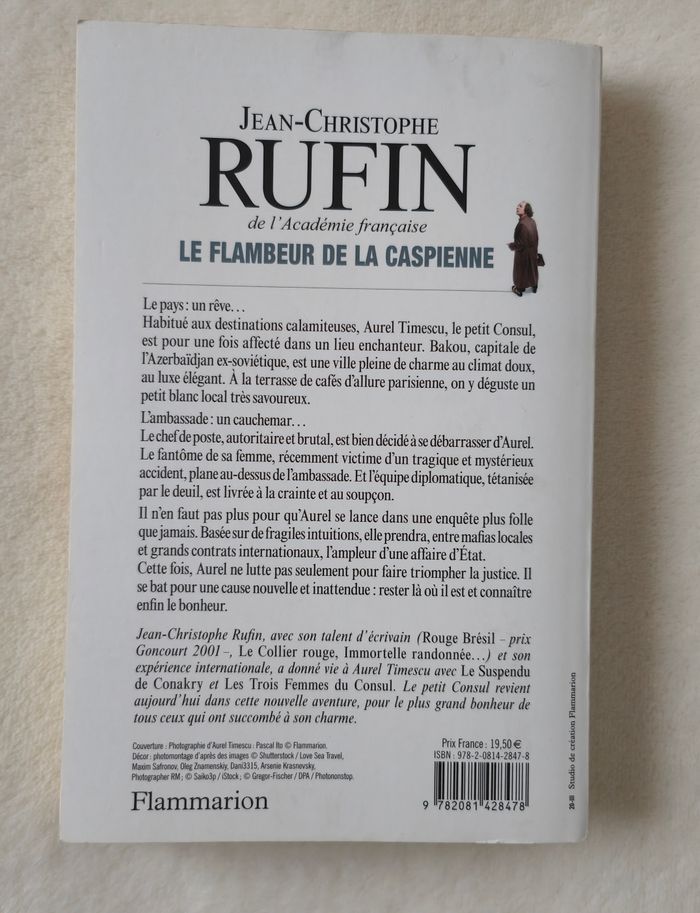 JEAN-CHRISTOPHE
RUFIN
de l'Académie française
LE FLAMBEUR DE LA CASPIENNE
Le pays : un rêve…
Habitué aux destinations calamiteuses, Aurel Timescu, le petit Consul,
est pour une fois affecté dans un lieu enchanteur. Bakou, capitale de
l'Azerbaïdjan ex-soviétique, est une ville pleine de charme au climat doux,
au luxe élégant. À la terrasse de cafés d'allure parisienne, on y déguste un
petit blanc local très savoureux.
L'ambassade : un cauchemar…
Le chef de poste, autoritaire et brutal, est bien décidé à se débarrasser d'Aurel.
Le fantôme de sa femme, récemment victime d'un tragique et mystérieux
accident, plane au-dessus de l'ambassade. Et l'équipe diplomatique, tétanisée
par le deuil, est livrée à la crainte et au soupçon.
Il n'en faut pas plus pour qu'Aurel se lance dans une enquête plus folle
que jamais. Basée sur de fragiles intuitions, elle prendra, entre mafias locales
et grands contrats internationaux, l'ampleur d'une affaire d'État.
Cette fois, Aurel ne lutte pas seulement pour faire triompher la justice. Il
se bat pour une cause nouvelle et inattendue : rester là où il est et connaître
enfin le bonheur.
Jean-Christophe Rufin, avec son talent d'écrivain (Rouge Brésil – prix
Goncourt 2001 –, Le Collier rouge, Immortelle randonnée…) et son
expérience internationale, a donné vie à Aurel Timescu avec Le Suspendu
de Conakry et Les Trois Femmes du Consul. Le petit Consul revient
aujourd'hui dans cette nouvelle aventure, pour le plus grand bonheur de
tous ceux qui ont succombé à son charme.
Couverture : Photographie d'Aurel Timescu : Pascal Ito © Flammarion.
Décor : photomontage d'après des images © Shutterstock / Love Sea Travel,
Maxim Safronov, Oleg Znamenskiy, Dani3315, Arsenie Krasnevsky,
Photographer RM ; © Saiko3p / iStock ; © Gregor-Fischer / DPA / Photononstop.
Flammarion
Prix France : 19,50 €
ISBN : 978-2-0814-2847-8
9 782081 428478
20-III Studio de création Flammarion